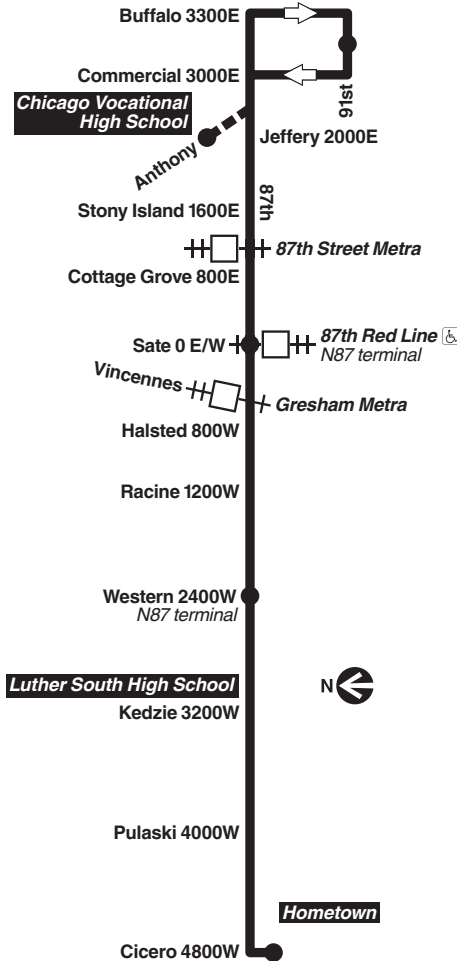 Buffalo 3300E
Commercial 3000E
91st
Chicago Vocational
High School
Anthony
Jeffery 2000E
87th
Stony Island 1600E
87th Street Metra
Cottage Grove 800E
87th Red Line
Sate 0 E/W
N87 terminal
Vincennes
Gresham Metra
Halsted 800W
Racine 1200W
Western 2400W
N87 terminal
Luther South High School
N
Kedzie 3200W
Pulaski 4000W
Hometown
Cicero 4800W